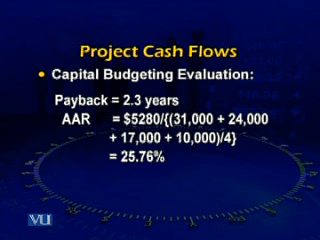 Project Cash Flows
• Capital Budgeting Evaluation:
Payback = 2.3 years
AAR = $5280/{(31,000 + 24,000
+ 17,000 + 10,000)/4}
= 25.76%
VU